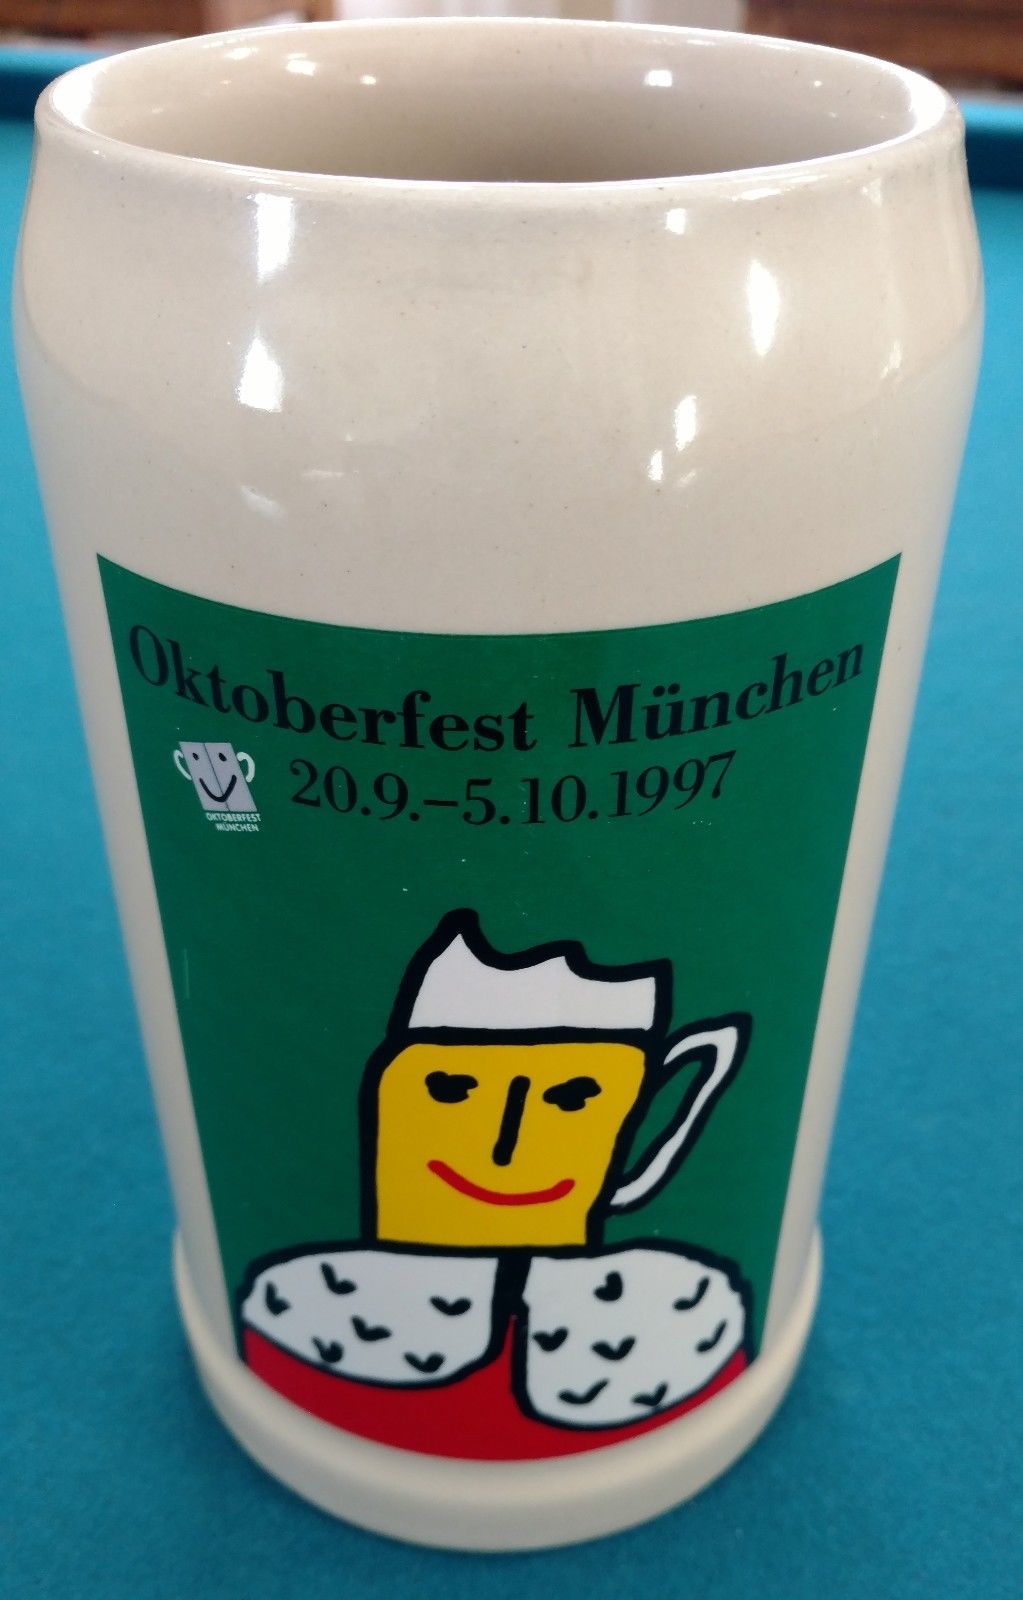 Oktoberfest München
20.9.–5.10.1997
OKTOBERFEST
MÜNCHEN